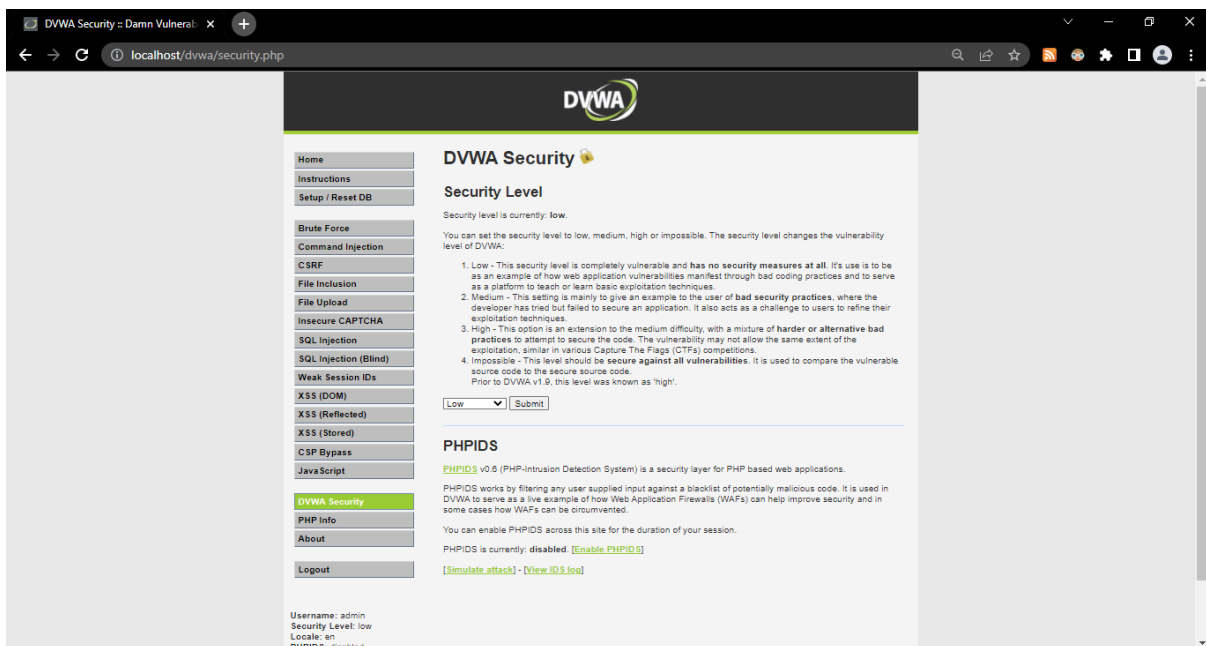 DVWA Security :: Damn Vulnerab
localhost/dvwa/security.php
DVWA
Home
Instructions
Setup / Reset DB
Brute Force
Command Injection
CSRF
File Inclusion
File Upload
Insecure CAPTCHA
SQL Injection
SQL Injection (Blind)
Weak Session IDs
XSS (DOM)
XSS (Reflected)
XSS (Stored)
CSP Bypass
JavaScript
DVWA Security
PHP Info
About
Logout
Username: admin
Security Level: low
Locale: en
PHPIDS: disabled
DVWA Security
Security Level
Security level is currently: low.
You can set the security level to low, medium, high or impossible. The security level changes the vulnerability
level of DVWA:
1. Low - This security level is completely vulnerable and has no security measures at all. It's use is to be
as an example of how web application vulnerabilities manifest through bad coding practices and to serve
as a platform to teach or learn basic exploitation techniques.
2. Medium - This setting is mainly to give an example to the user of bad security practices, where the
developer has tried but failed to secure an application. It also acts as a challenge to users to refine their
exploitation techniques.
3. High - This option is an extension to the medium difficulty, with a mixture of harder or alternative bad
practices to attempt to secure the code. The vulnerability may not allow the same extent of the
exploitation, similar in various Capture The Flags (CTFs) competitions.
4. Impossible - This level should be secure against all vulnerabilities. It is used to compare the vulnerable
source code to the secure source code.
Prior to DVWA v1.9, this level was known as 'high'.
Low Submit
PHPIDS
PHPIDS v0.6 (PHP-Intrusion Detection System) is a security layer for PHP based web applications.
PHPIDS works by filtering any user supplied input against a blacklist of potentially malicious code. It is used in
DVWA to serve as a live example of how Web Application Firewalls (WAFs) can help improve security and in
some cases how WAFs can be circumvented.
You can enable PHPIDS across this site for the duration of your session.
PHPIDS is currently: disabled. [Enable PHPIDS]
[Simulate attack] - [View IDS log]